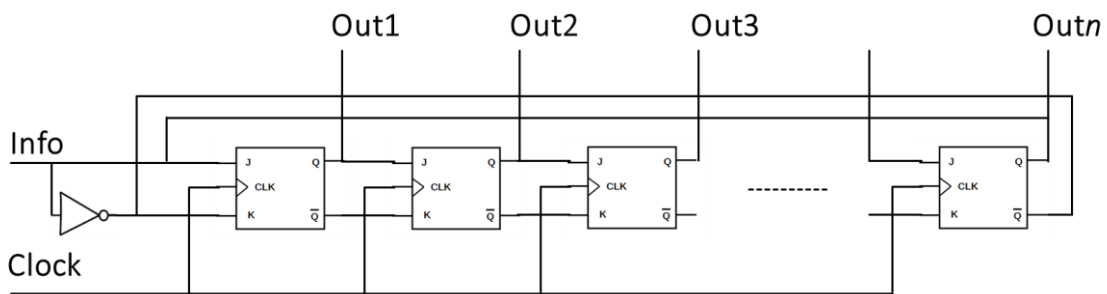 Out1 Out2 Out3 Outn
Info
J Q J Q J Q J Q
CLK CLK CLK CLK
K Q̅ K Q̅ K Q̅ K Q̅
Clock